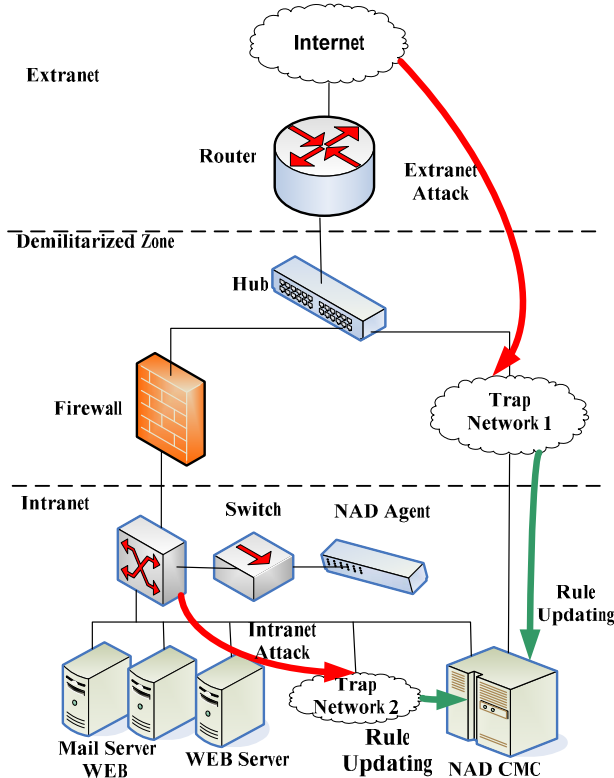 Internet
Extranet
Router
Extranet
Attack
Demilitarized Zone
Hub
Firewall
Trap
Network 1
Intranet
Switch
NAD Agent
Rule
Updating
Intranet
Attack
Trap
Network 2
Mail Server
WEB
WEB Server
Rule
Updating
NAD CMC